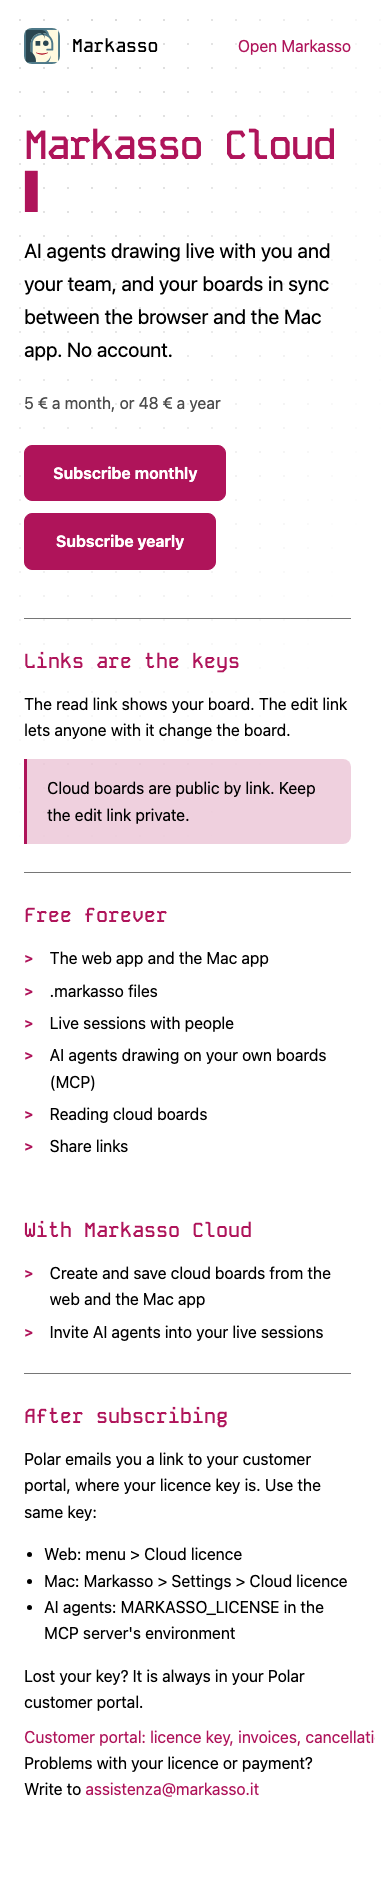 Markasso
Open Markasso
Markasso Cloud
AI agents drawing live with you and
your team, and your boards in sync
between the browser and the Mac
app. No account.
5 € a month, or 48 € a year
Subscribe monthly
Subscribe yearly
Links are the keys
The read link shows your board. The edit link
lets anyone with it change the board.
Cloud boards are public by link. Keep
the edit link private.
Free forever
> The web app and the Mac app
> .markasso files
> Live sessions with people
> AI agents drawing on your own boards
(MCP)
> Reading cloud boards
> Share links
With Markasso Cloud
> Create and save cloud boards from the
web and the Mac app
> Invite AI agents into your live sessions
After subscribing
Polar emails you a link to your customer
portal, where your licence key is. Use the
same key:
• Web: menu > Cloud licence
• Mac: Markasso > Settings > Cloud licence
• AI agents: MARKASSO_LICENSE in the
MCP server's environment
Lost your key? It is always in your Polar
customer portal.
Customer portal: licence key, invoices, cancellati
Problems with your licence or payment?
Write to assistenza@markasso.it